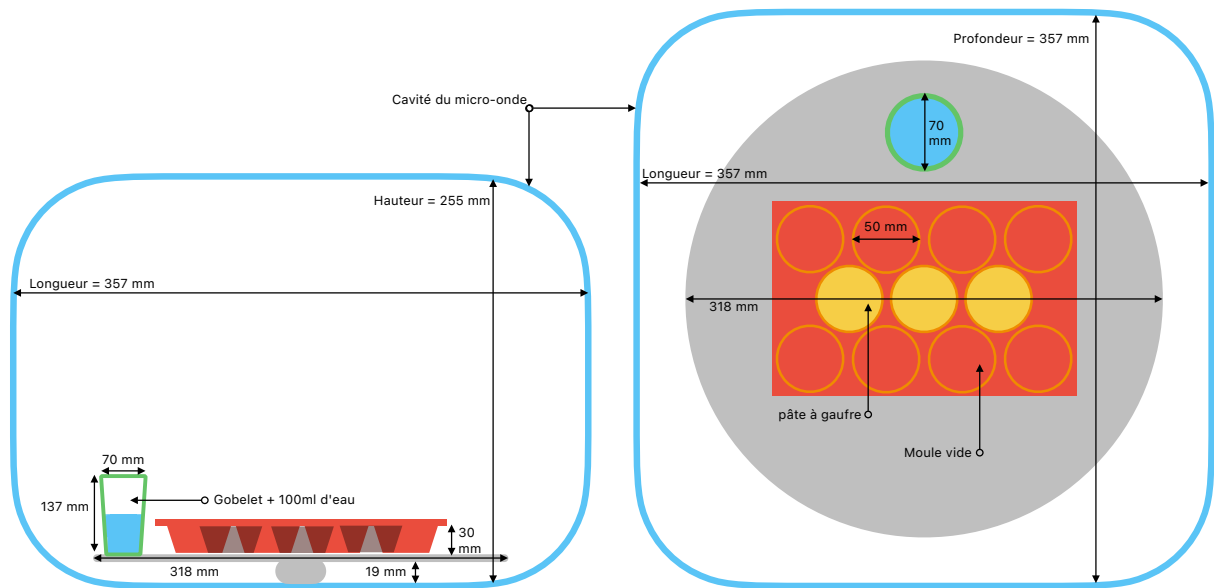 Profondeur = 357 mm
Cavité du micro-onde
70
mm
Longueur = 357 mm
Hauteur = 255 mm
50 mm
Longueur = 357 mm
318 mm
pâte à gaufre
Moule vide
70 mm
Gobelet + 100ml d'eau
137 mm
30
mm
318 mm
19 mm